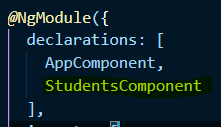 @NgModule({
declarations: [
AppComponent,
StudentsComponent
],